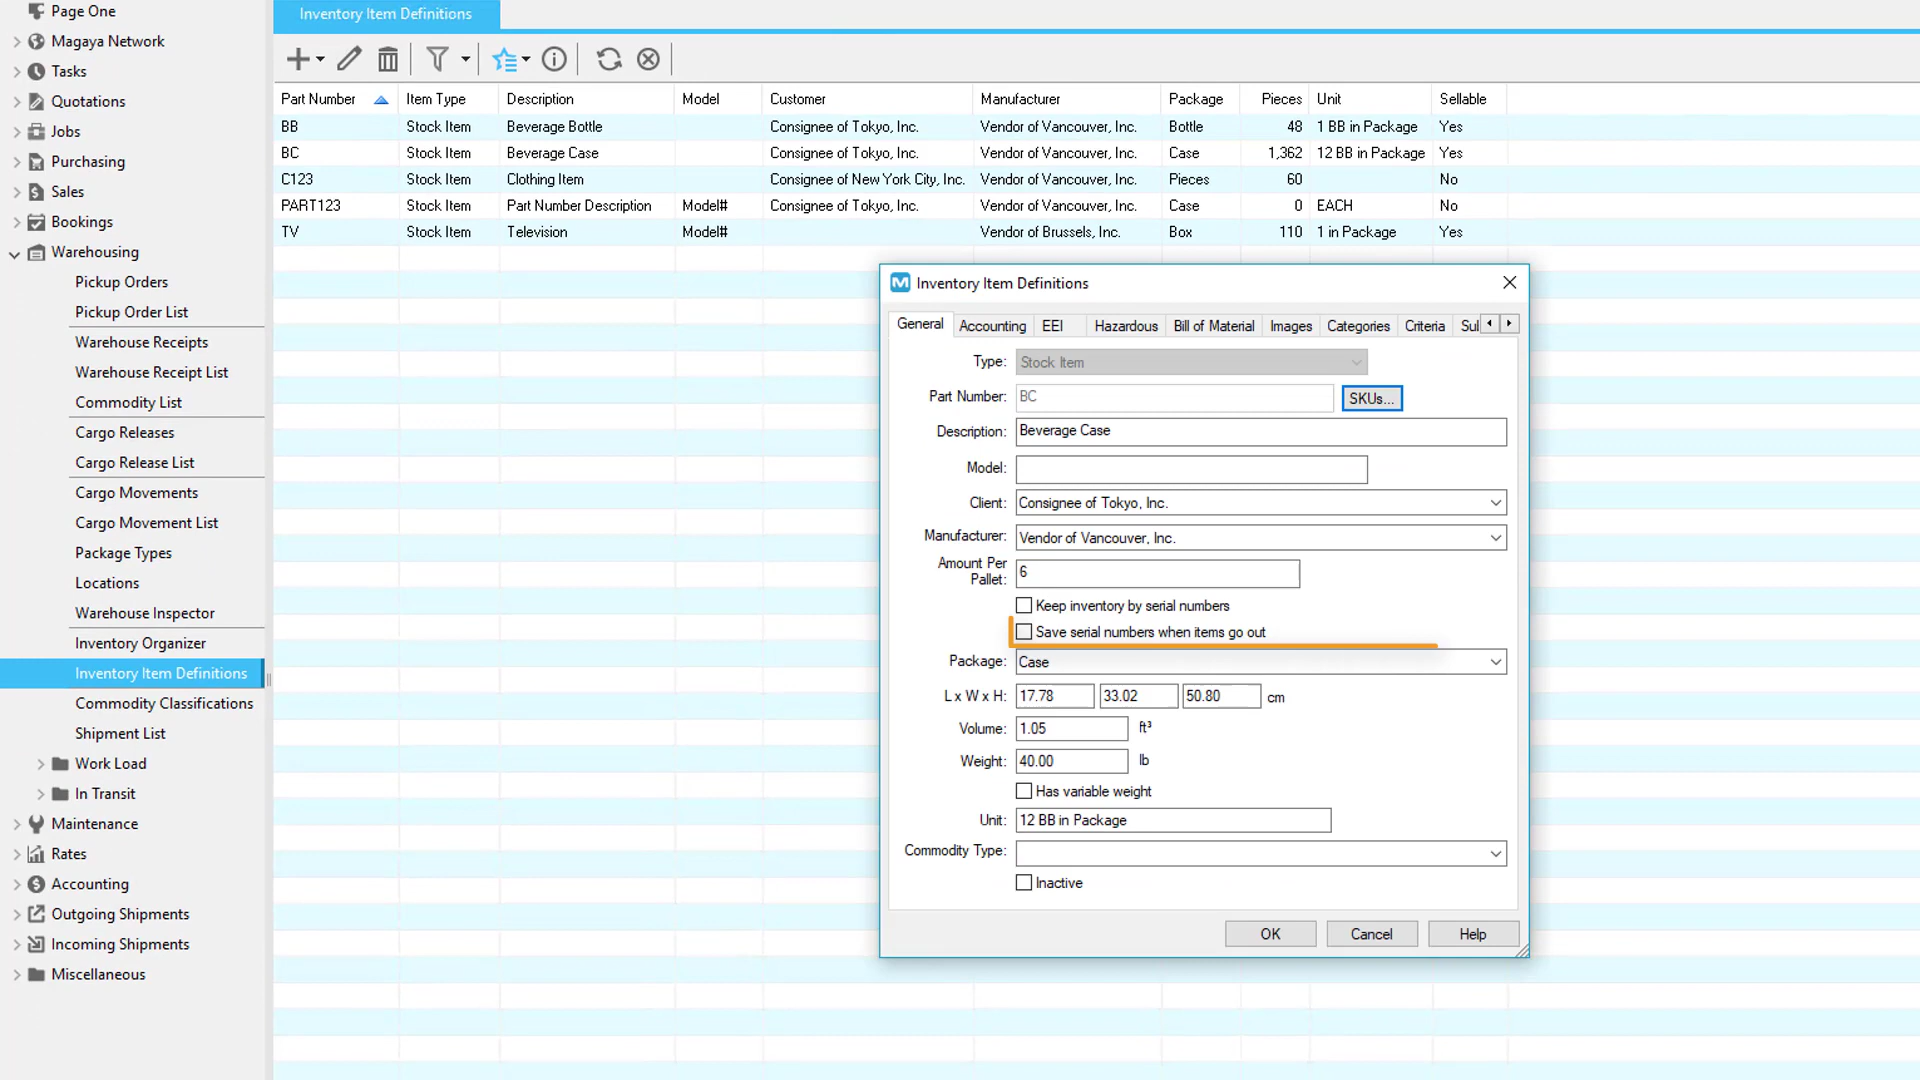 Page One
Magaya Network
Tasks
Quotations
Jobs
Purchasing
Sales
Bookings
Warehousing
Pickup Orders
Pickup Order List
Warehouse Receipts
Warehouse Receipt List
Commodity List
Cargo Releases
Cargo Release List
Cargo Movements
Cargo Movement List
Package Types
Locations
Warehouse Inspector
Inventory Organizer
Inventory Item Definitions
Commodity Classifications
Shipment List
Work Load
In Transit
Maintenance
Rates
Accounting
Outgoing Shipments
Incoming Shipments
Miscellaneous
Inventory Item Definitions
Part Number Item Type Description Model Customer Manufacturer Package Pieces Unit Sellable
BB Stock Item Beverage Bottle Consignee of Tokyo, Inc. Vendor of Vancouver, Inc. Bottle 48 1 BB in Package Yes
BC Stock Item Beverage Case Consignee of Tokyo, Inc. Vendor of Vancouver, Inc. Case 1,362 12 BB in Package Yes
C123 Stock Item Clothing Item Consignee of New York City, Inc. Vendor of Vancouver, Inc. Pieces 60 No
PART123 Stock Item Part Number Description Model# Consignee of Tokyo, Inc. Vendor of Vancouver, Inc. Case 0 EACH No
TV Stock Item Television Model# Vendor of Brussels, Inc. Box 110 1 in Package Yes
M Inventory Item Definitions
General Accounting EEI Hazardous Bill of Material Images Categories Criteria Sul
Type: Stock Item
Part Number: BC SKUs...
Description: Beverage Case
Model:
Client: Consignee of Tokyo, Inc.
Manufacturer: Vendor of Vancouver, Inc.
Amount Per
Pallet: 6
Keep inventory by serial numbers
Save serial numbers when items go out
Package: Case
L x W x H: 17.78 33.02 50.80 cm
Volume: 1.05 ft³
Weight: 40.00 lb
Has variable weight
Unit: 12 BB in Package
Commodity Type:
Inactive
OK Cancel Help